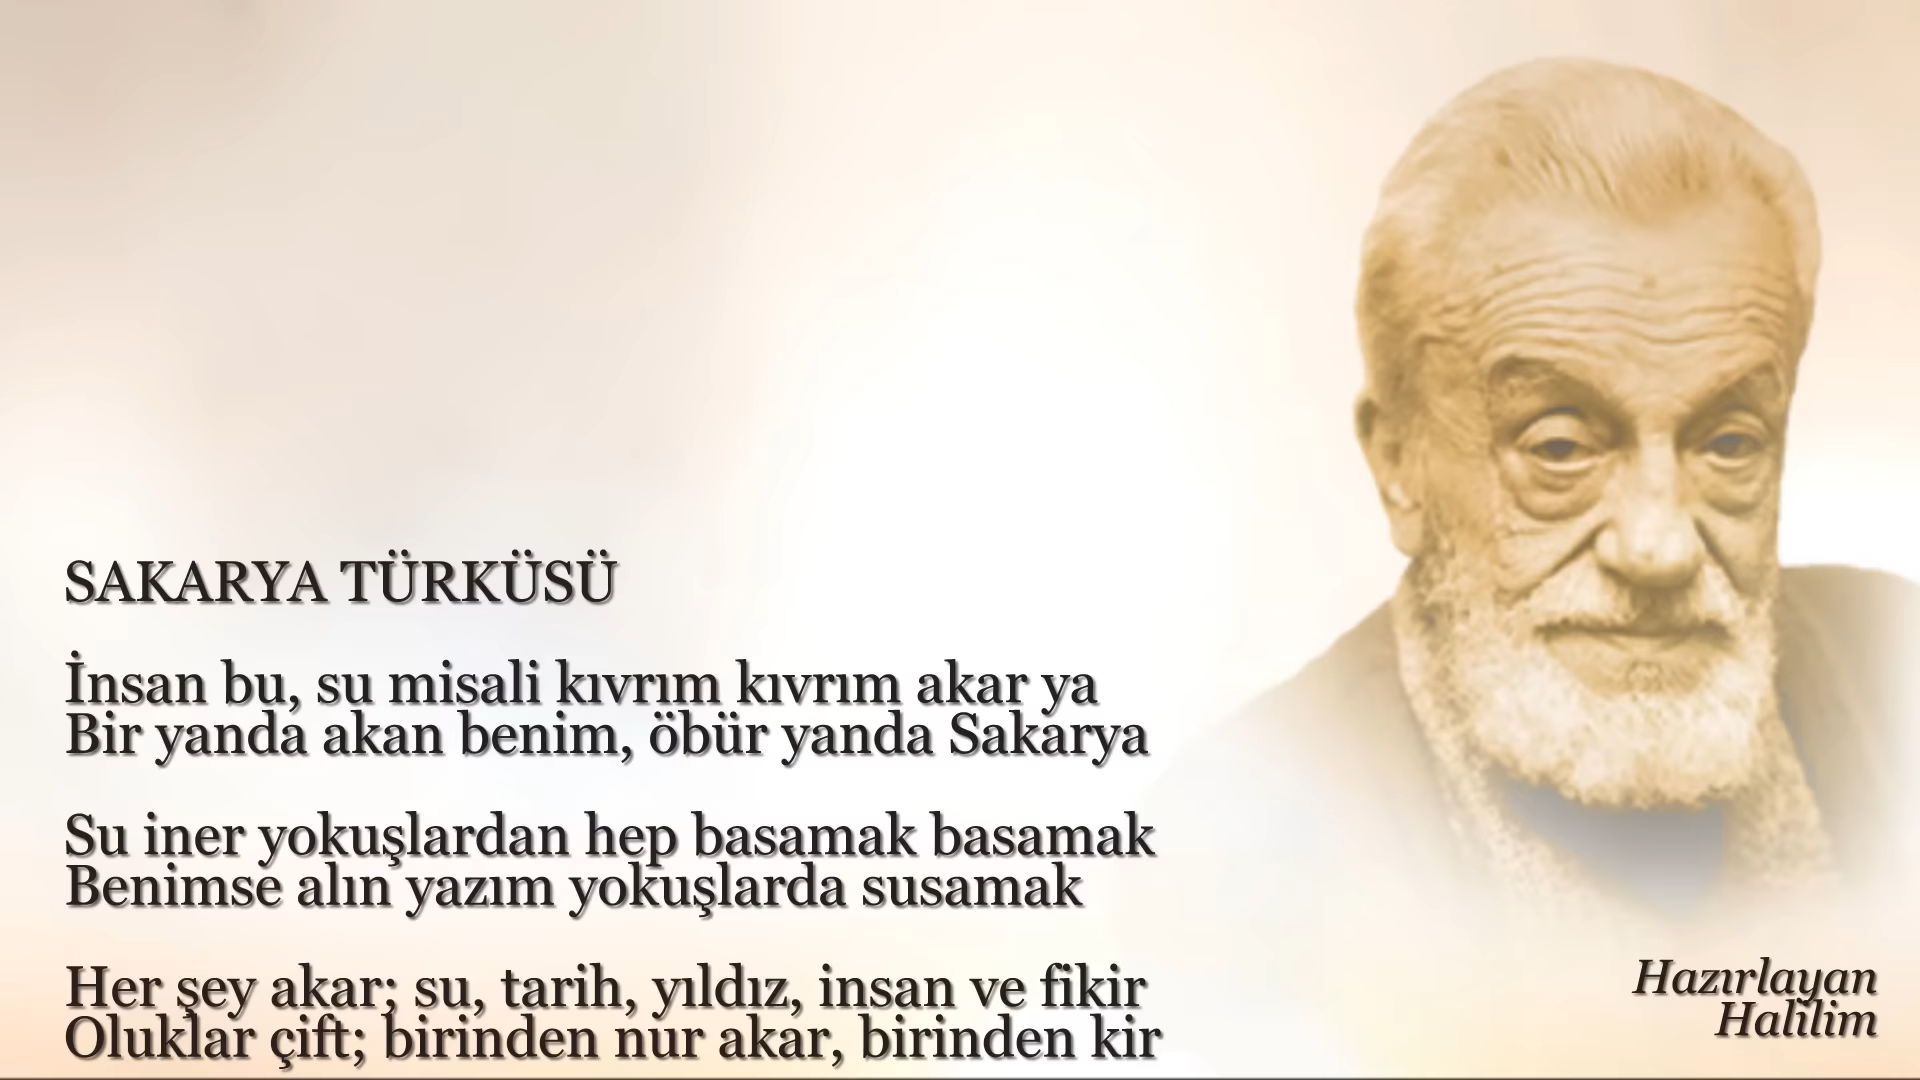 SAKARYA TÜRKÜSÜ
İnsan bu, su misali kıvrım kıvrım akar ya
Bir yanda akan benim, öbür yanda Sakarya
Su iner yokuşlardan hep basamak basamak
Benimse alın yazım yokuşlarda susamak
Her şey akar; su, tarih, yıldız, insan ve fikir
Oluklar çift; birinden nur akar, birinden kir
Hazırlayan
Halilim